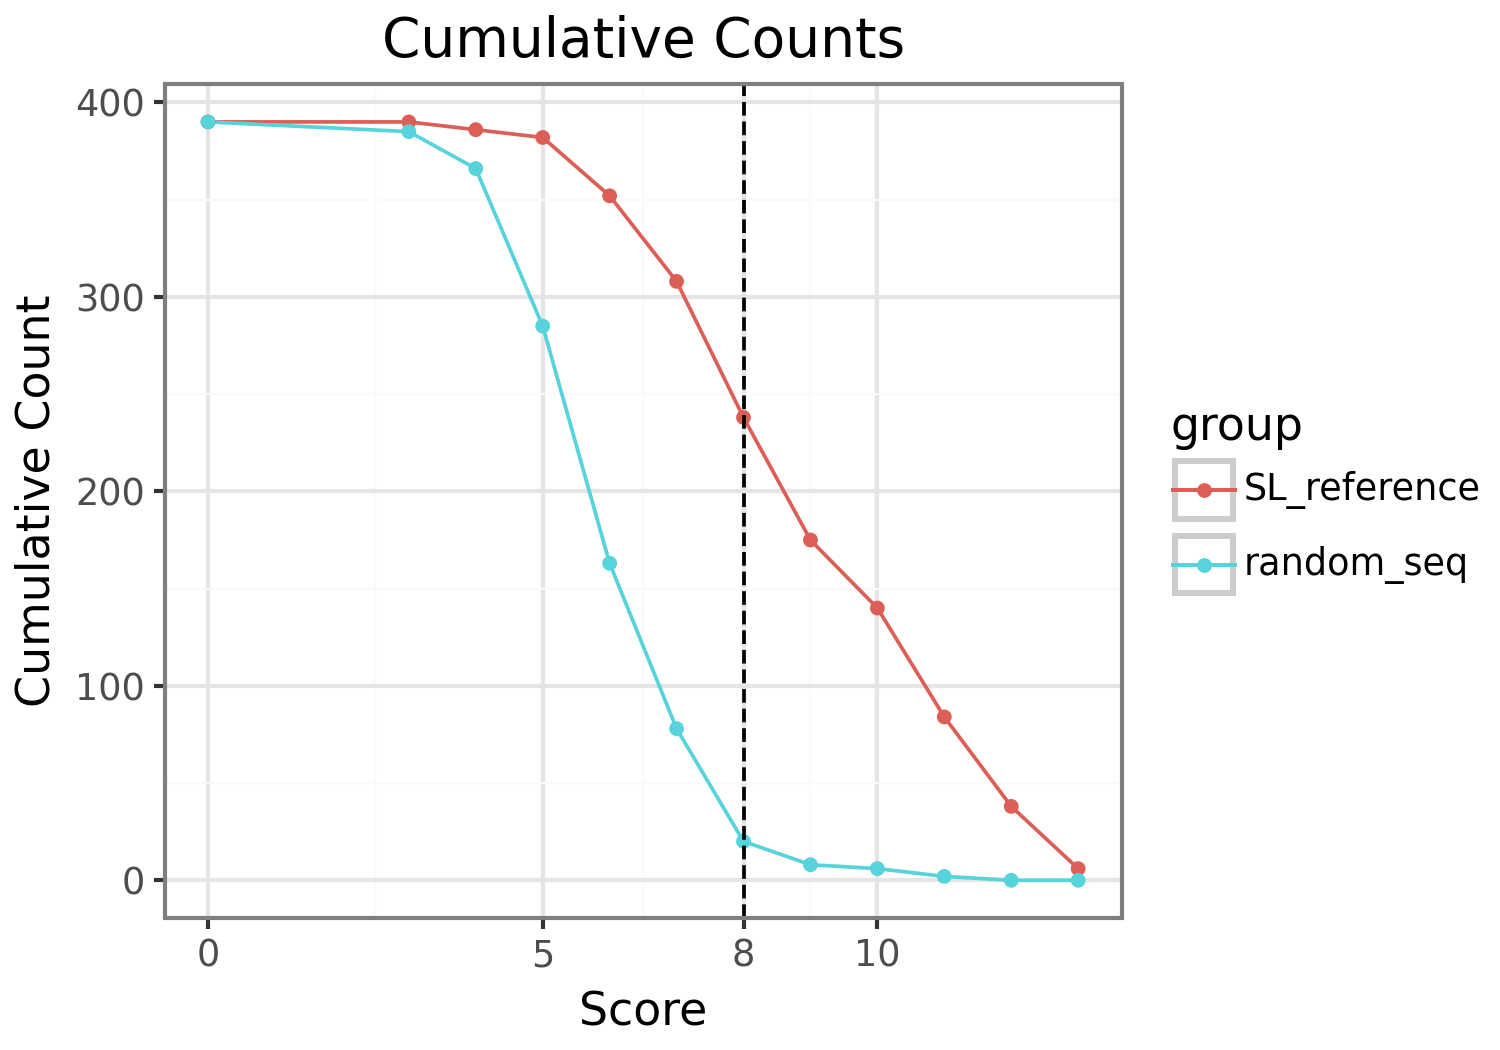 Cumulative Counts
Cumulative Count
400
300
200
100
0
0 5 8 10
Score
group
SL_reference
random_seq